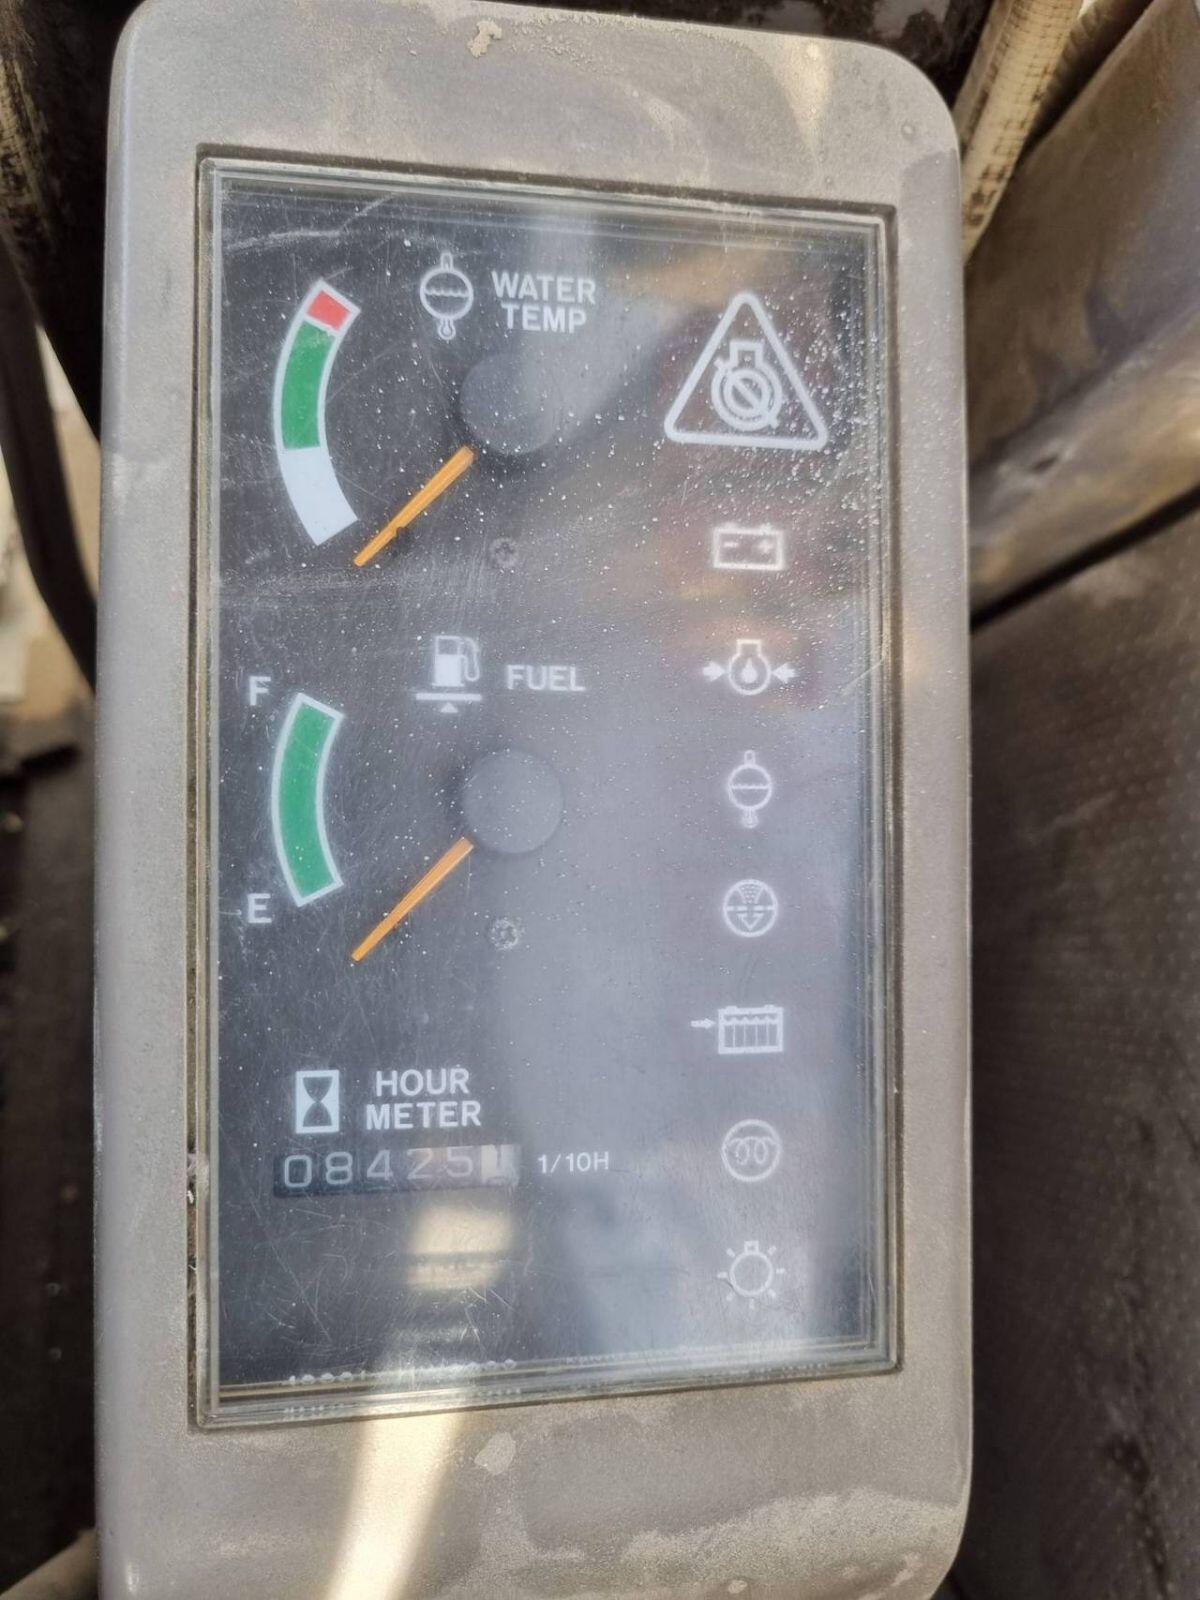 WATER
TEMP
F
FUEL
E
HOUR
METER
08425 1/10H